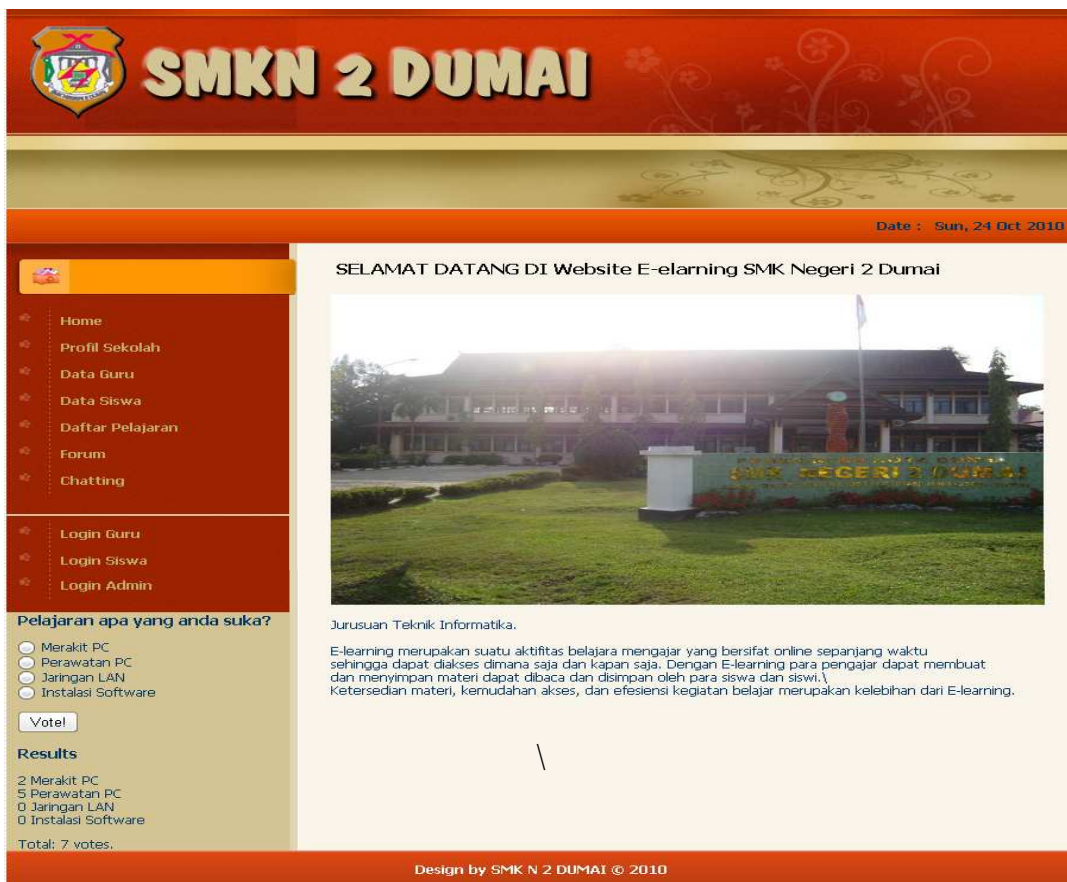 SMKN 2 DUMAI
Date : Sun, 24 Oct 2010
Home
Profil Sekolah
Data Guru
Data Siswa
Daftar Pelajaran
Forum
Chatting
Login Guru
Login Siswa
Login Admin
Pelajaran apa yang anda suka?
Merakit PC
Perawatan PC
Jaringan LAN
Instalasi Software
Vote!
Results
2 Merakit PC
5 Perawatan PC
0 Jaringan LAN
0 Instalasi Software
Total: 7 votes.
SELAMAT DATANG DI Website E-elarning SMK Negeri 2 Dumai
SMK NEGERI 2 DUMAI
Jurusuan Teknik Informatika.
E-learning merupakan suatu aktifitas belajara mengajar yang bersifat online sepanjang waktu
sehingga dapat diakses dimana saja dan kapan saja. Dengan E-learning para pengajar dapat membuat
dan menyimpan materi dapat dibaca dan disimpan oleh para siswa dan siswi.\
Ketersedian materi, kemudahan akses, dan efesiensi kegiatan belajar merupakan kelebihan dari E-learning.
\
Design by SMK N 2 DUMAI © 2010